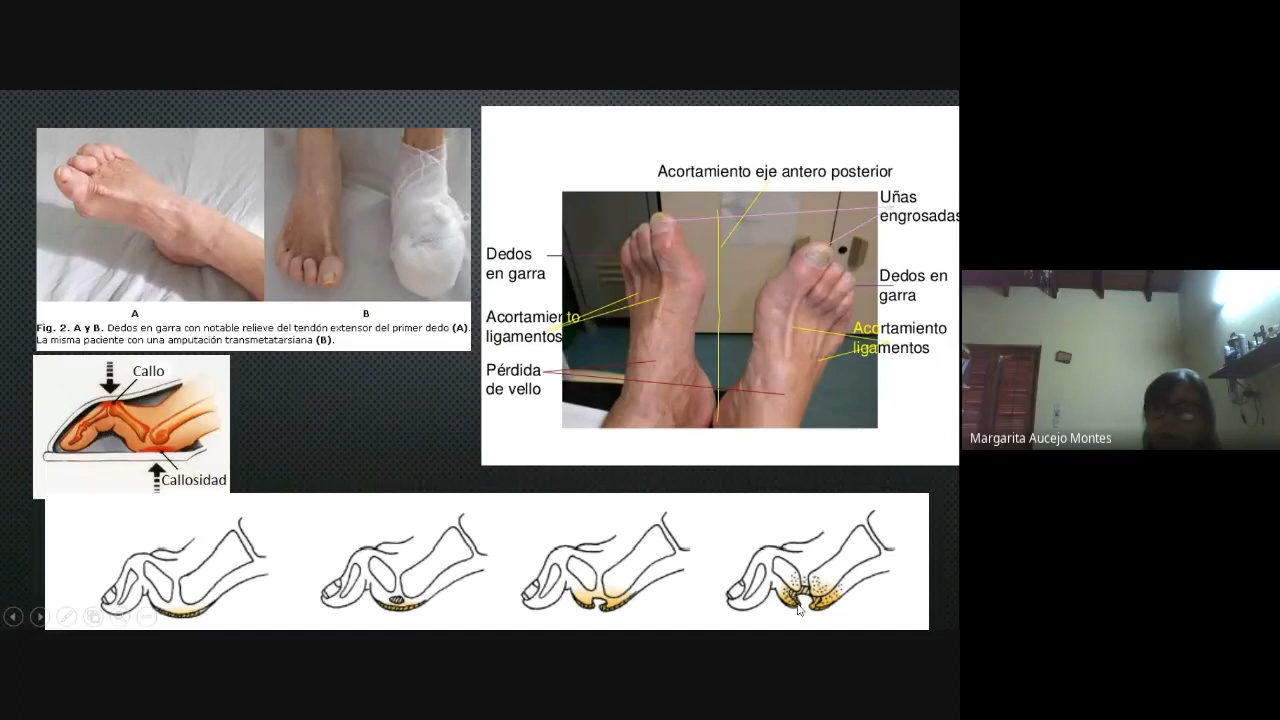 Acortamiento eje antero posterior
Uñas
engrosadas
Dedos
en garra
Dedos en
garra
Acortamiento
ligamentos
Acortamiento
ligamentos
Pérdida
de vello
A
B
Fig. 2. A y B. Dedos en garra con notable relieve del tendón extensor del primer dedo (A).
La misma paciente con una amputación transmetatarsiana (B).
Callo
Callosidad
Margarita Aucejo Montes